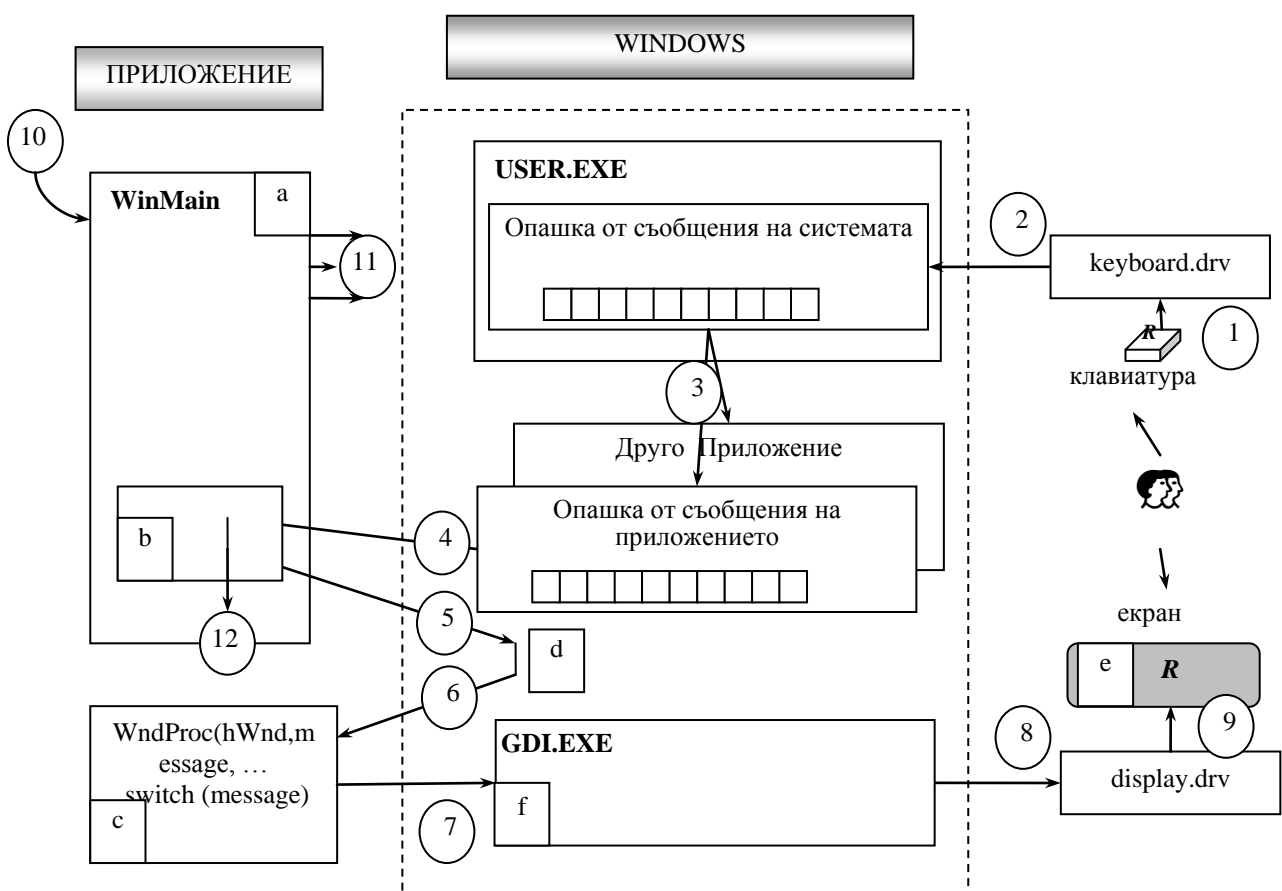 WINDOWS
ПРИЛОЖЕНИЕ
10
WinMain
a
11
USER.EXE
Опашка от съобщения на системата
2
keyboard.drv
R
1
клавиатура
3
Друго Приложение
Опашка от съобщения на
приложението
b
4
12
5
d
6
екран
e
R
WndProc(hWnd,m
essage, …
switch (message)
c
7
GDI.EXE
f
8
9
display.drv